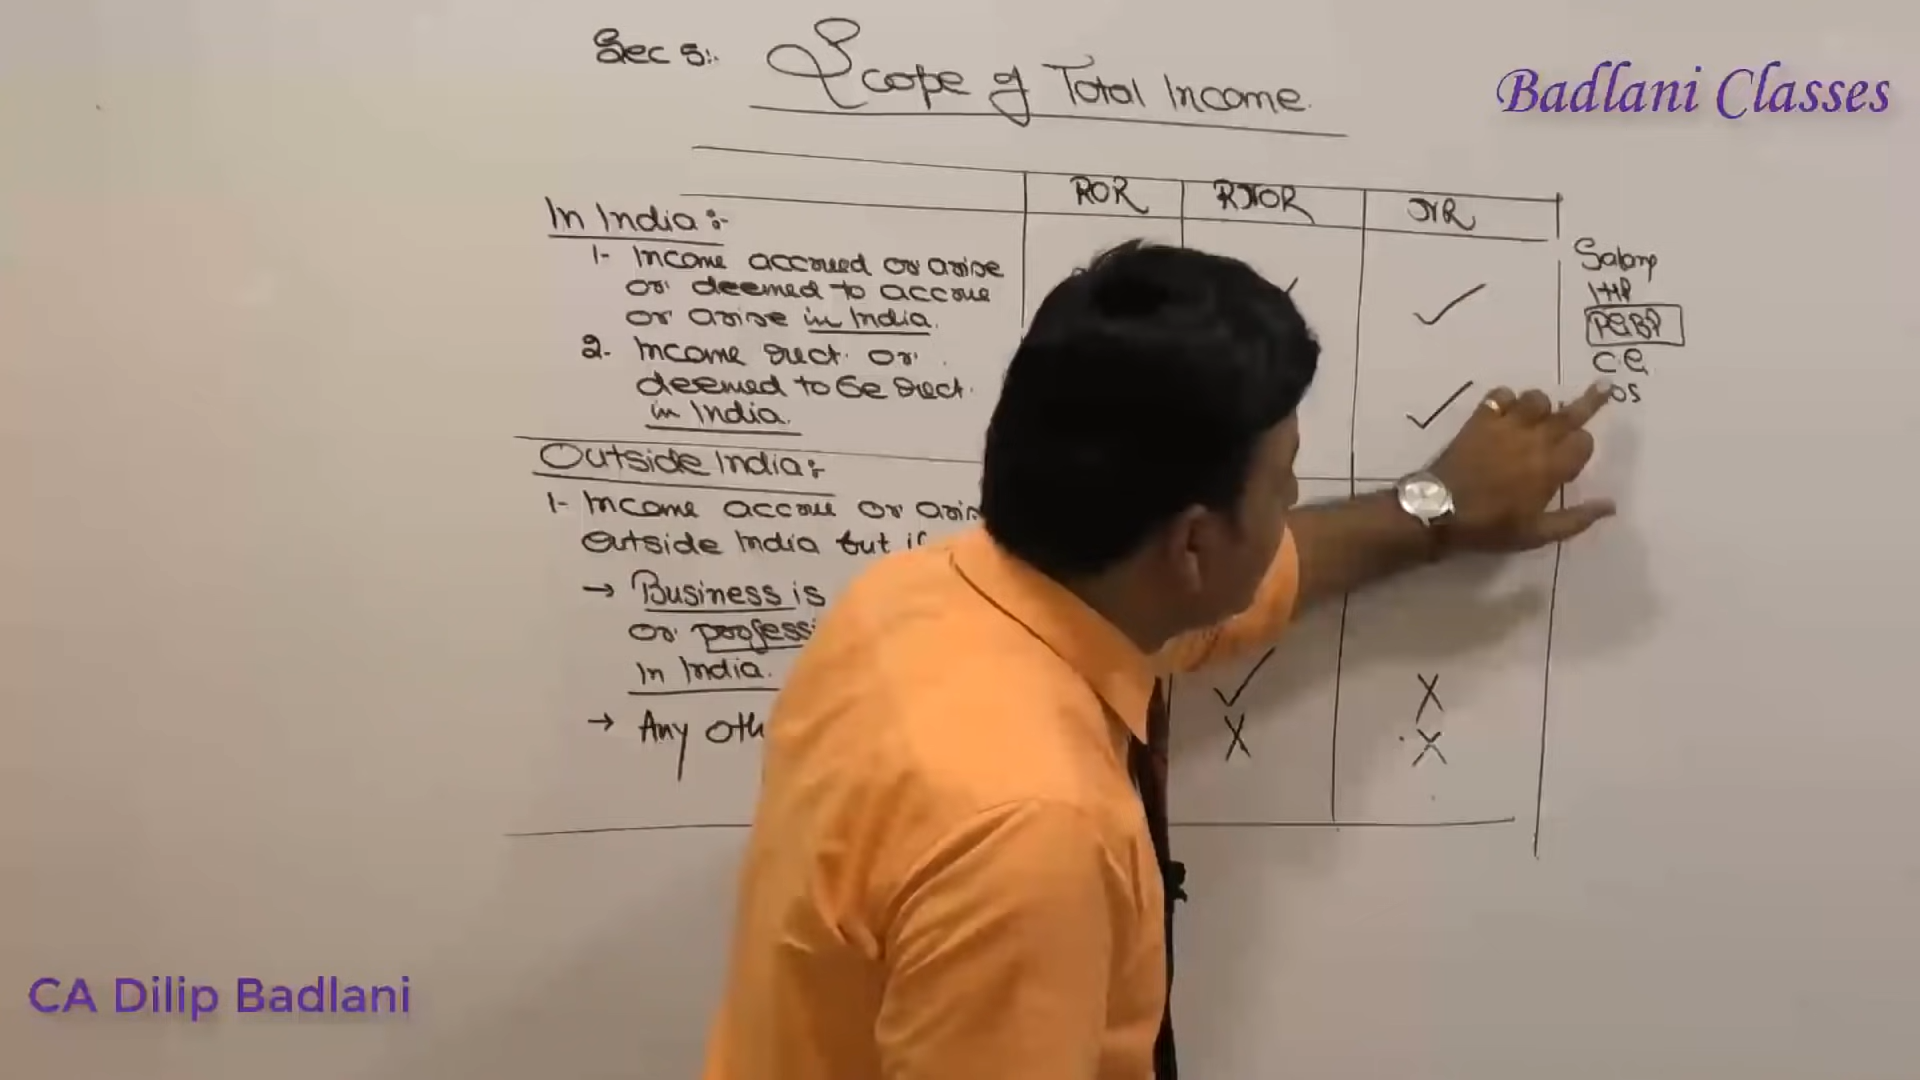 Sec 5:. Scope of Total Income.
Badlani Classes
ROR RNOR NR
In India :-
1- Income accrued or arise
or deemed to accrue
or arise in India.
2. Income rect. or
deemed to be rect.
in India.
Outside India:
1- Income accrue or
outside India but
→ Business is
or
in India.
→ Any
✓
✓
✓
X
X
X
Salary
IHP
PGBP
C.G.
OS
CA Dilip Badlani